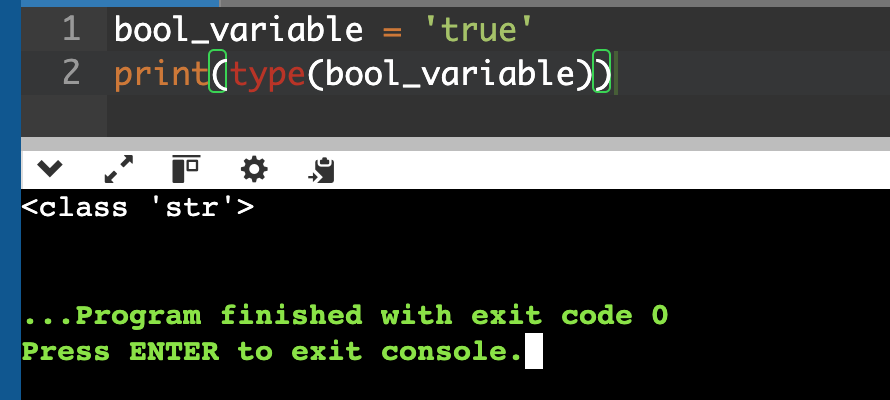 1 bool_variable = 'true'
2 print(type(bool_variable))
<class 'str'>
...Program finished with exit code 0
Press ENTER to exit console.